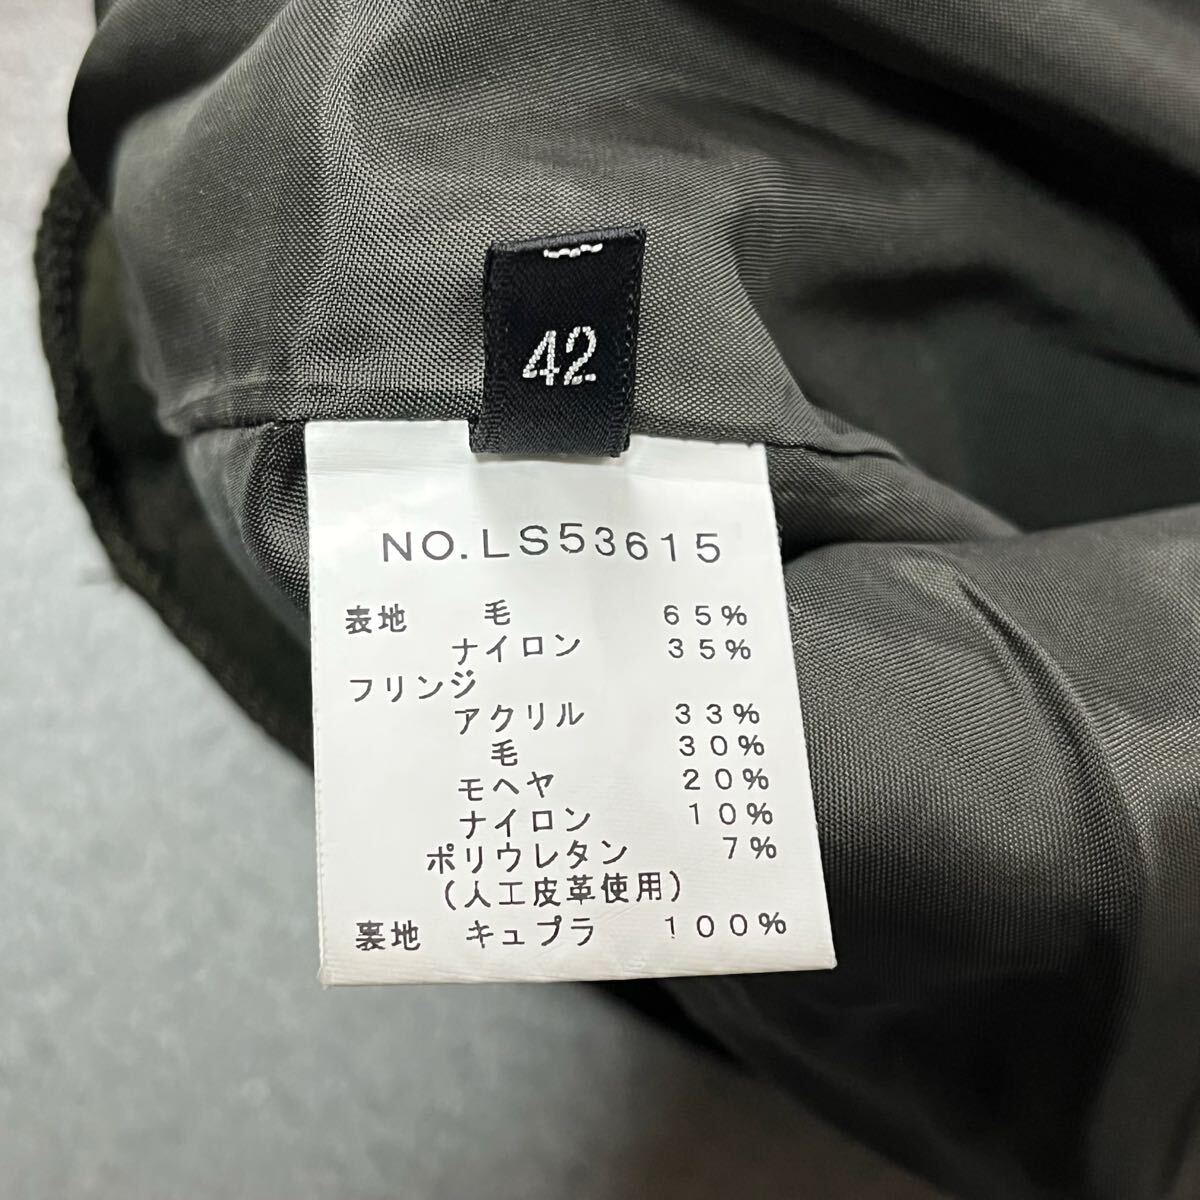 42
NO.LS53615
表地 毛 65%
ナイロン 35%
フリンジ
アクリル 33%
毛 30%
モヘヤ 20%
ナイロン 10%
ポリウレタン 7%
(人工皮革使用)
裏地 キュプラ 100%